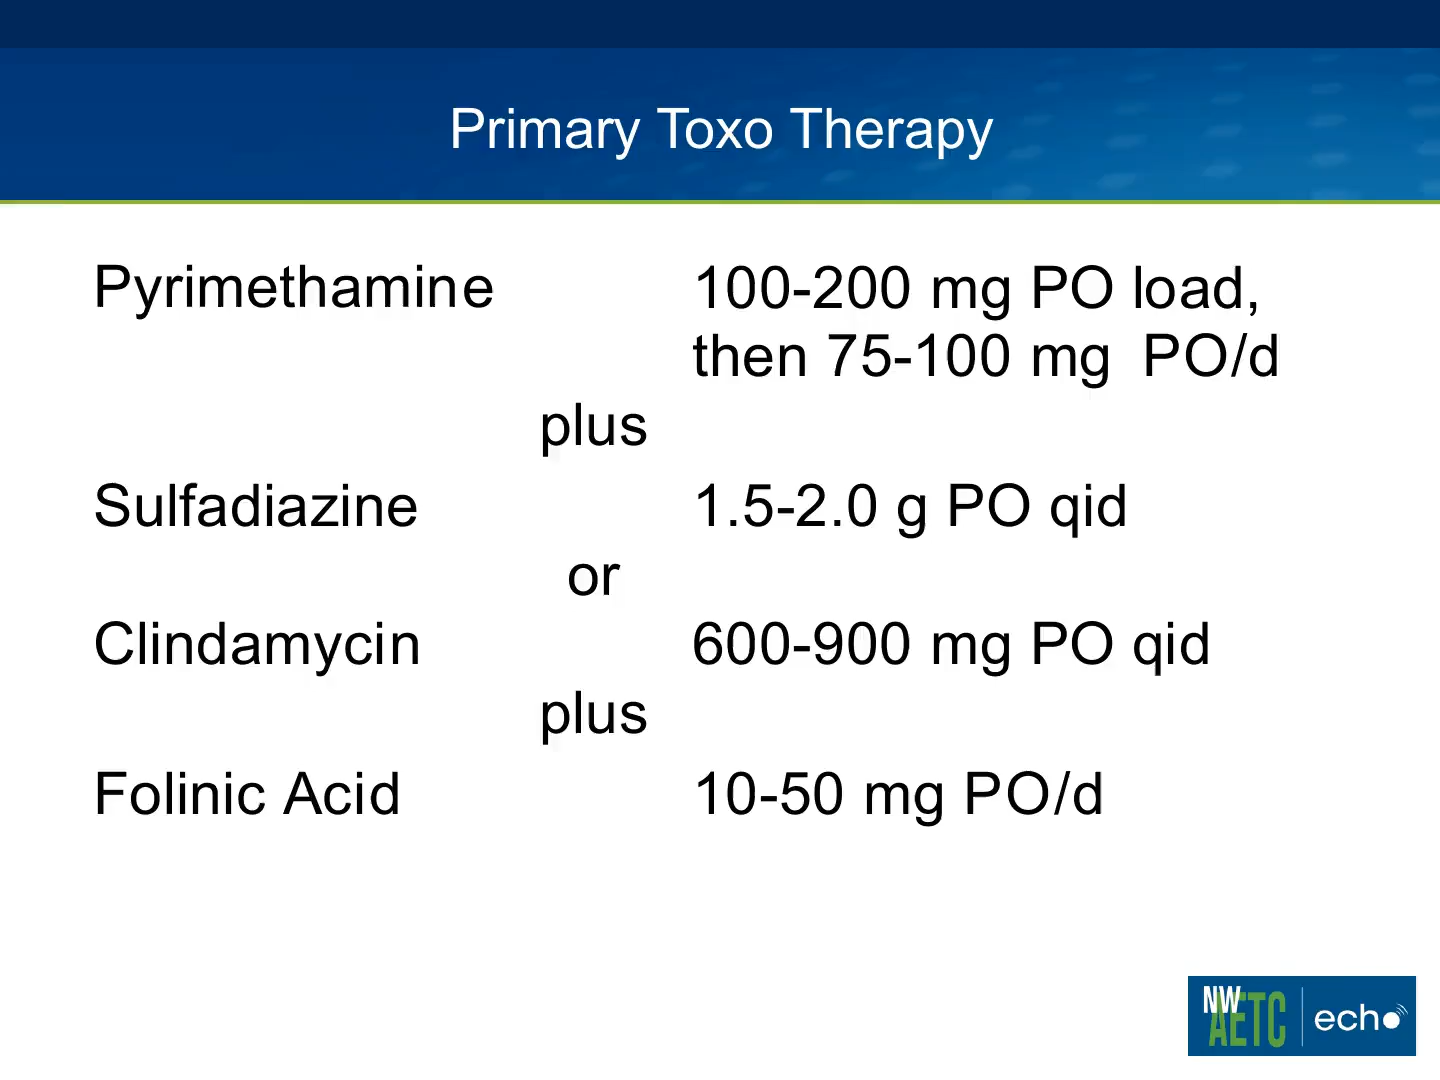 Primary Toxo Therapy
Pyrimethamine 100-200 mg PO load,
then 75-100 mg PO/d
plus
Sulfadiazine 1.5-2.0 g PO qid
or
Clindamycin 600-900 mg PO qid
plus
Folinic Acid 10-50 mg PO/d
NW
AETC echo